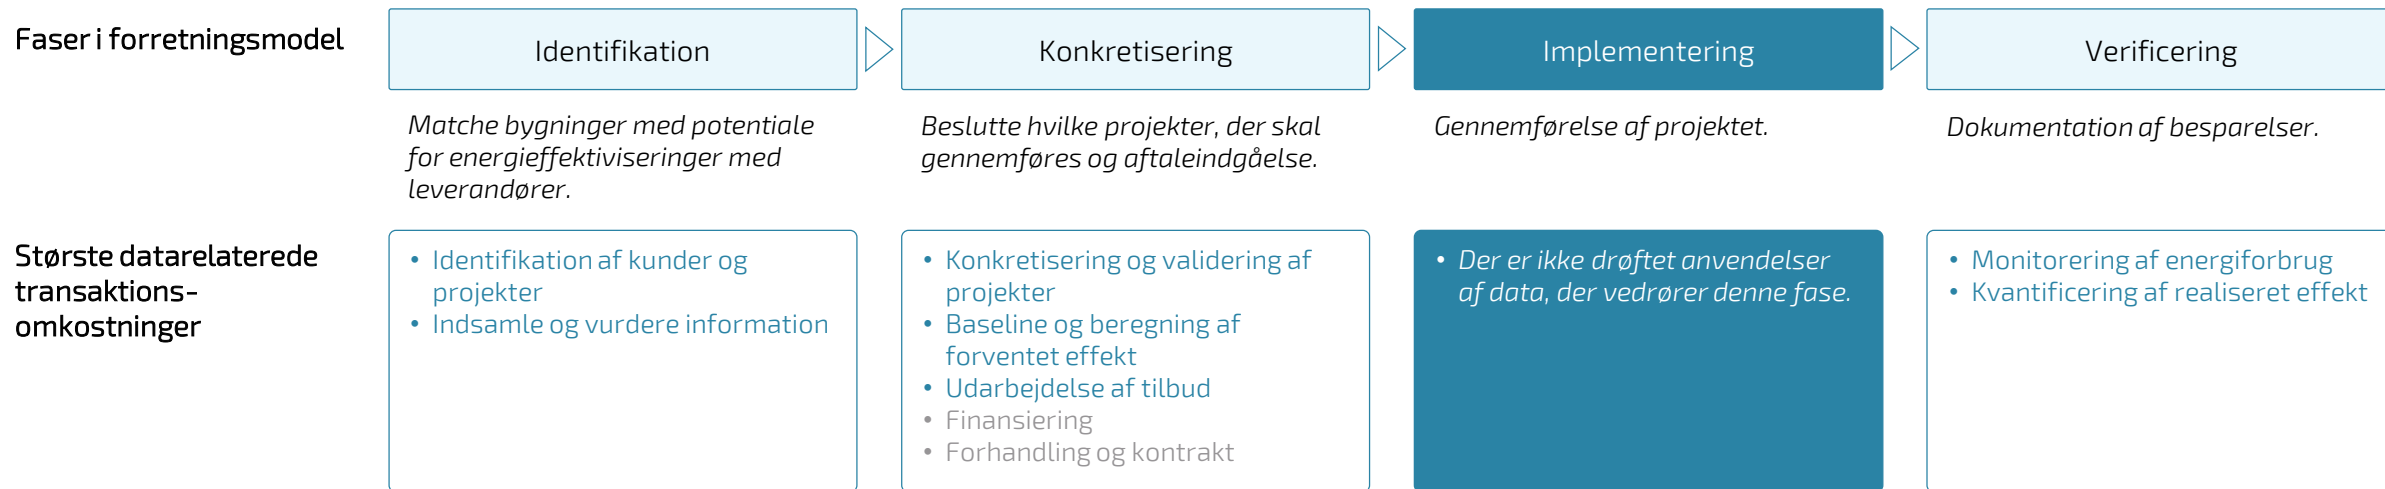 Faser i forretningsmodel
Identifikation
Konkretisering
Implementering
Verificering
Matche bygninger med potentiale
for energieffektiviseringer med
leverandører.
Beslutte hvilke projekter, der skal
gennemføres og aftaleindgåelse.
Gennemførelse af projektet.
Dokumentation af besparelser.
Største datarelaterede
transaktions-
omkostninger
• Identifikation af kunder og
projekter
• Indsamle og vurdere information
• Konkretisering og validering af
projekter
• Baseline og beregning af
forventet effekt
• Udarbejdelse af tilbud
• Finansiering
• Forhandling og kontrakt
• Der er ikke drøftet anvendelser
af data, der vedrører denne fase.
• Monitorering af energiforbrug
• Kvantificering af realiseret effekt